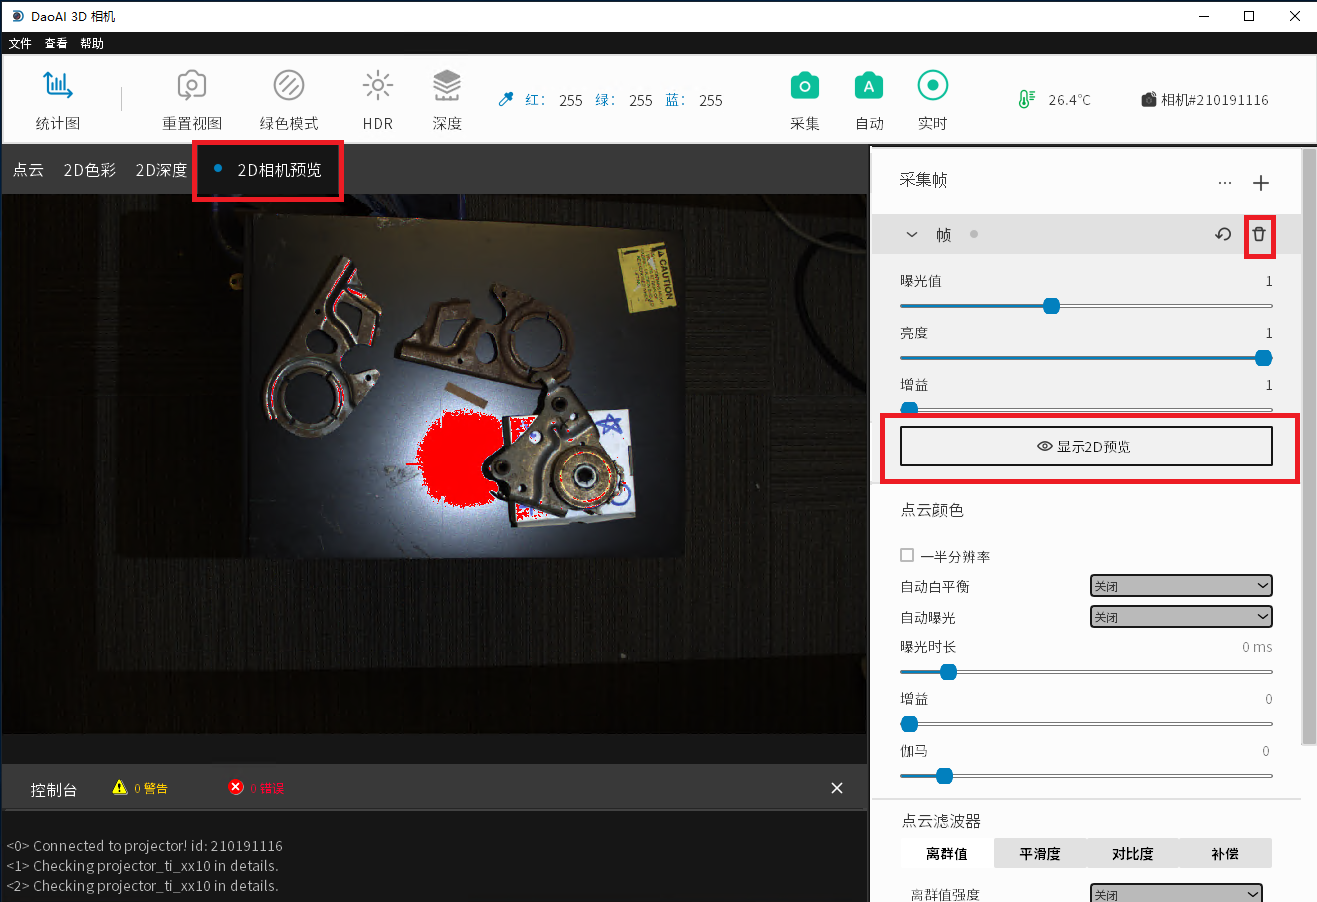 DaoAI 3D 相机
文件 查看 帮助
统计图 重置视图 绿色模式 HDR 深度
红： 255 绿： 255 蓝： 255
采集 自动 实时
26.4℃ 相机#210191116
点云 2D色彩 2D深度 2D相机预览
CAUTION
采集帧
帧
曝光值 1
亮度 1
增益 1
显示2D预览
点云颜色
一半分辨率
自动白平衡 关闭
自动曝光 关闭
曝光时长 0 ms
增益 0
伽马 0
点云滤波器
离群值 平滑度 对比度 补偿
离群值强度 关闭
控制台 0 警告 0 错误
<0> Connected to projector! id: 210191116
<1> Checking projector_ti_xx10 in details.
<2> Checking projector_ti_xx10 in details.